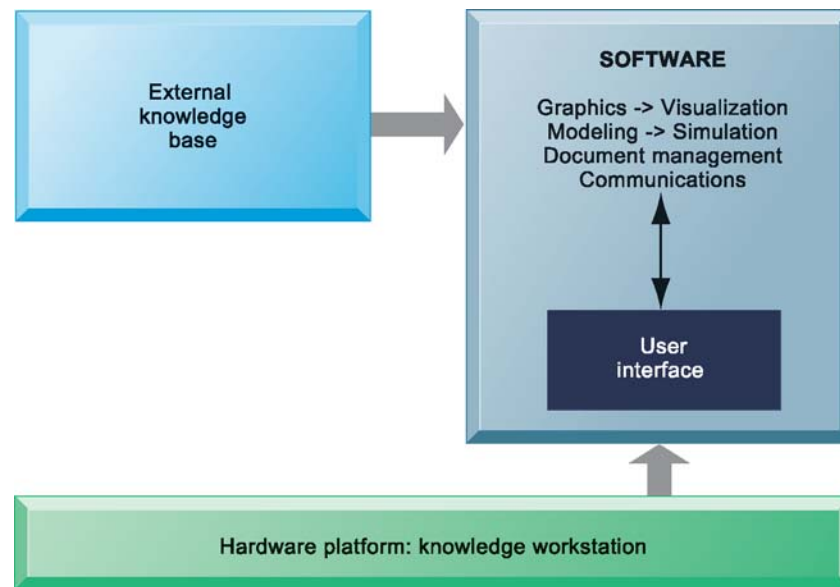 External
knowledge
base
SOFTWARE
Graphics -> Visualization
Modeling -> Simulation
Document management
Communications
User
interface
Hardware platform: knowledge workstation